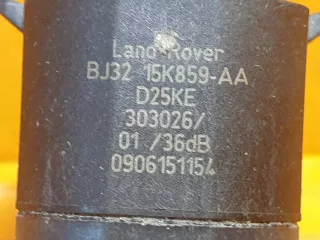 Land-Rover
BJ32 15K859-AA
D25KE
303026/
01 /36dB
0906151154